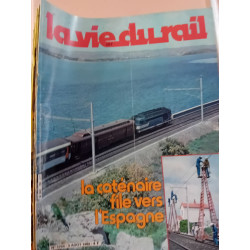 la vie du rail
la caténaire
file vers
l'Espagne